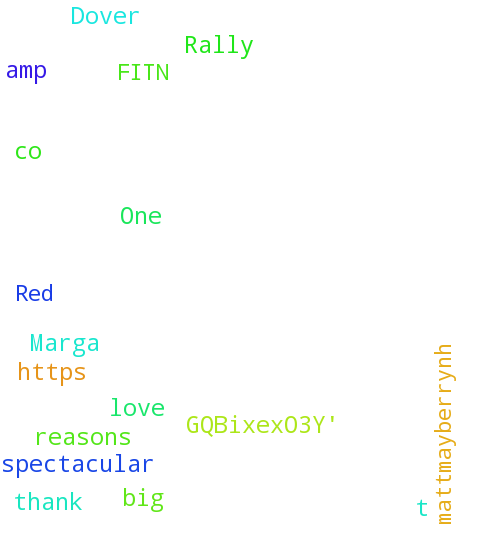 Dover
Rally
amp
FITN
co
One
Red
Marga
https
love
GQBixexO3Y'
reasons
spectacular
thank
big
t
mattmayberrynh